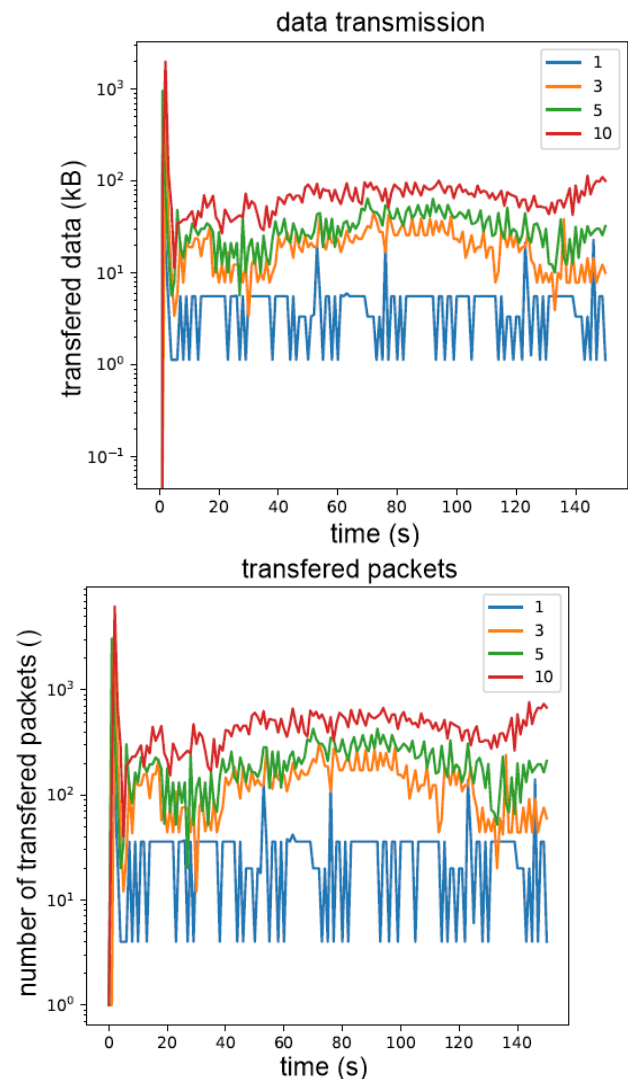 data transmission
1
3
5
10
10³
10²
10¹
10⁰
10⁻¹
transfered data (kB)
0 20 40 60 80 100 120 140
time (s)
transfered packets
1
3
5
10
10³
10²
10¹
10⁰
number of transfered packets ()
0 20 40 60 80 100 120 140
time (s)